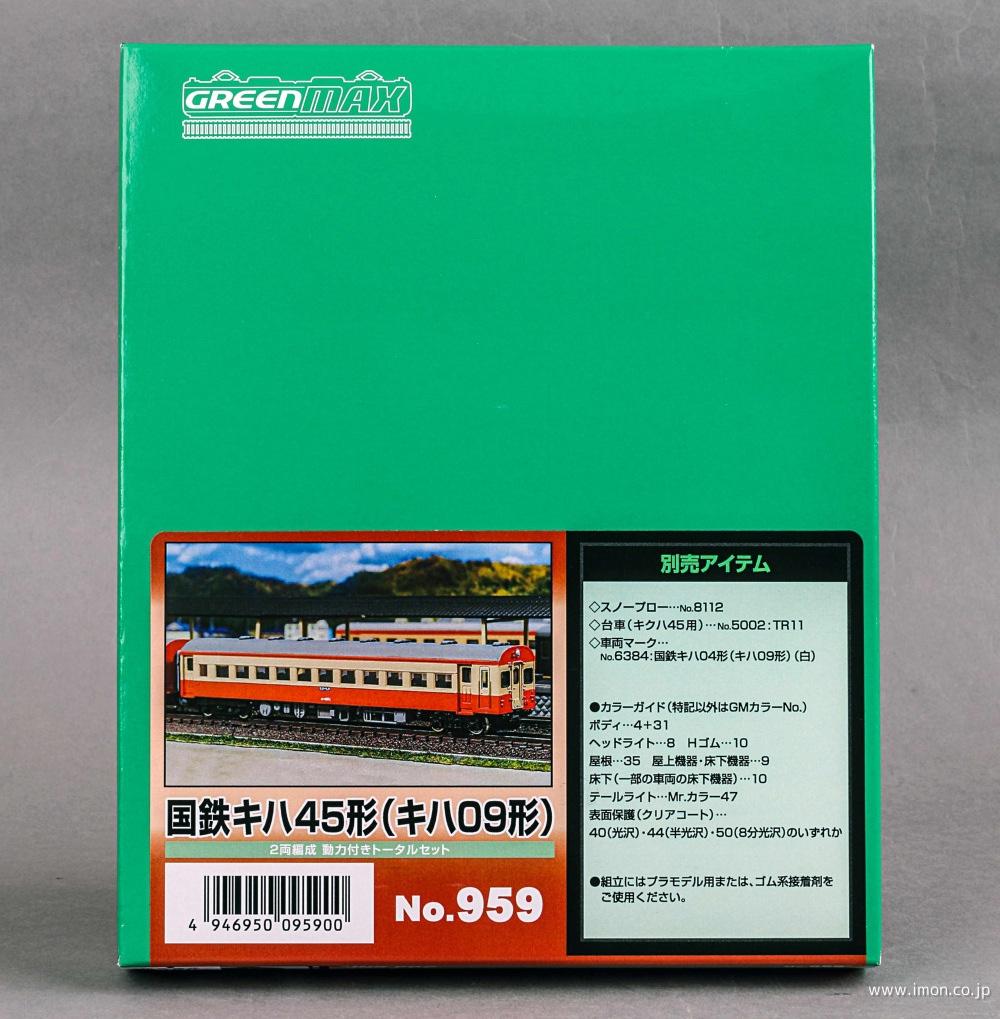 GREENMAX
別売アイテム
◇スノープロー…No.8112
◇台車(キクハ45用)…No.5002:TR11
◇車両マーク…
No.6384:国鉄キハ04形(キハ09形)(白)
●カラーガイド(特記以外はGMカラーNo.)
ボディ…4+31
ヘッドライト…8 Hゴム…10
屋根…35 屋上機器・床下機器…9
床下(一部の車両の床下機器)…10
テールライト…Mr.カラー47
表面保護(クリアコート)…
40(光沢)・44(半光沢)・50(8分光沢)のいずれか
●組立にはプラモデル用または、ゴム系接着剤を
ご使用ください。
国鉄キハ45形(キハ09形)
2両編成 動力付きトータルセット
4 946950 095900
No.959
www.imon.co.jp